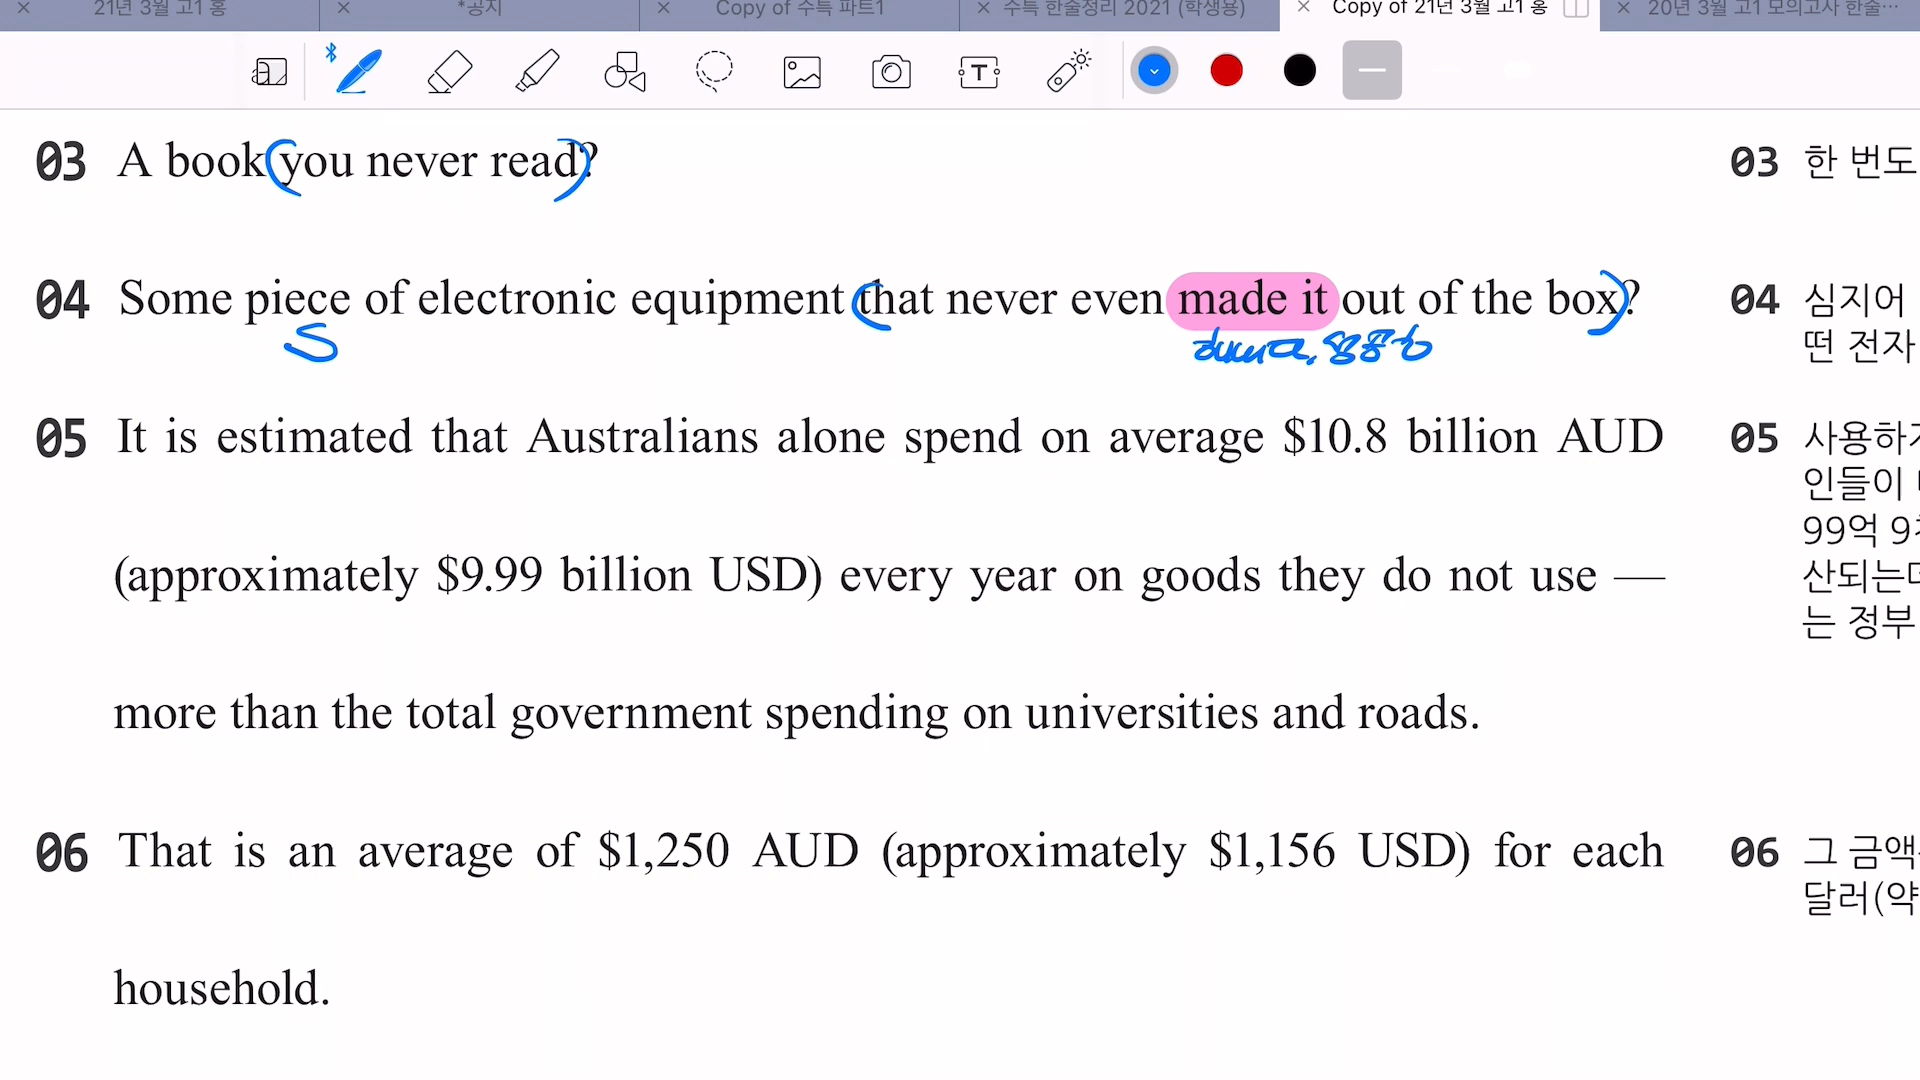 21년 3월 고1 홍
*공지
Copy of 수특 파트1
수특 한술정리 2021 (학생용)
Copy of 21년 3월 고1 홍
20년 3월 고1 모의고사 한술…
03 A book (you never read)?
03 한 번도
04 Some piece of electronic equipment (that never even made it out of the box)?
04 심지어
떤 전자
S
05 It is estimated that Australians alone spend on average $10.8 billion AUD
05 사용하지
인들이
99억 9천
산되는데
는 정부
(approximately $9.99 billion USD) every year on goods they do not use —
more than the total government spending on universities and roads.
06 That is an average of $1,250 AUD (approximately $1,156 USD) for each
06 그 금액
달러(약
household.